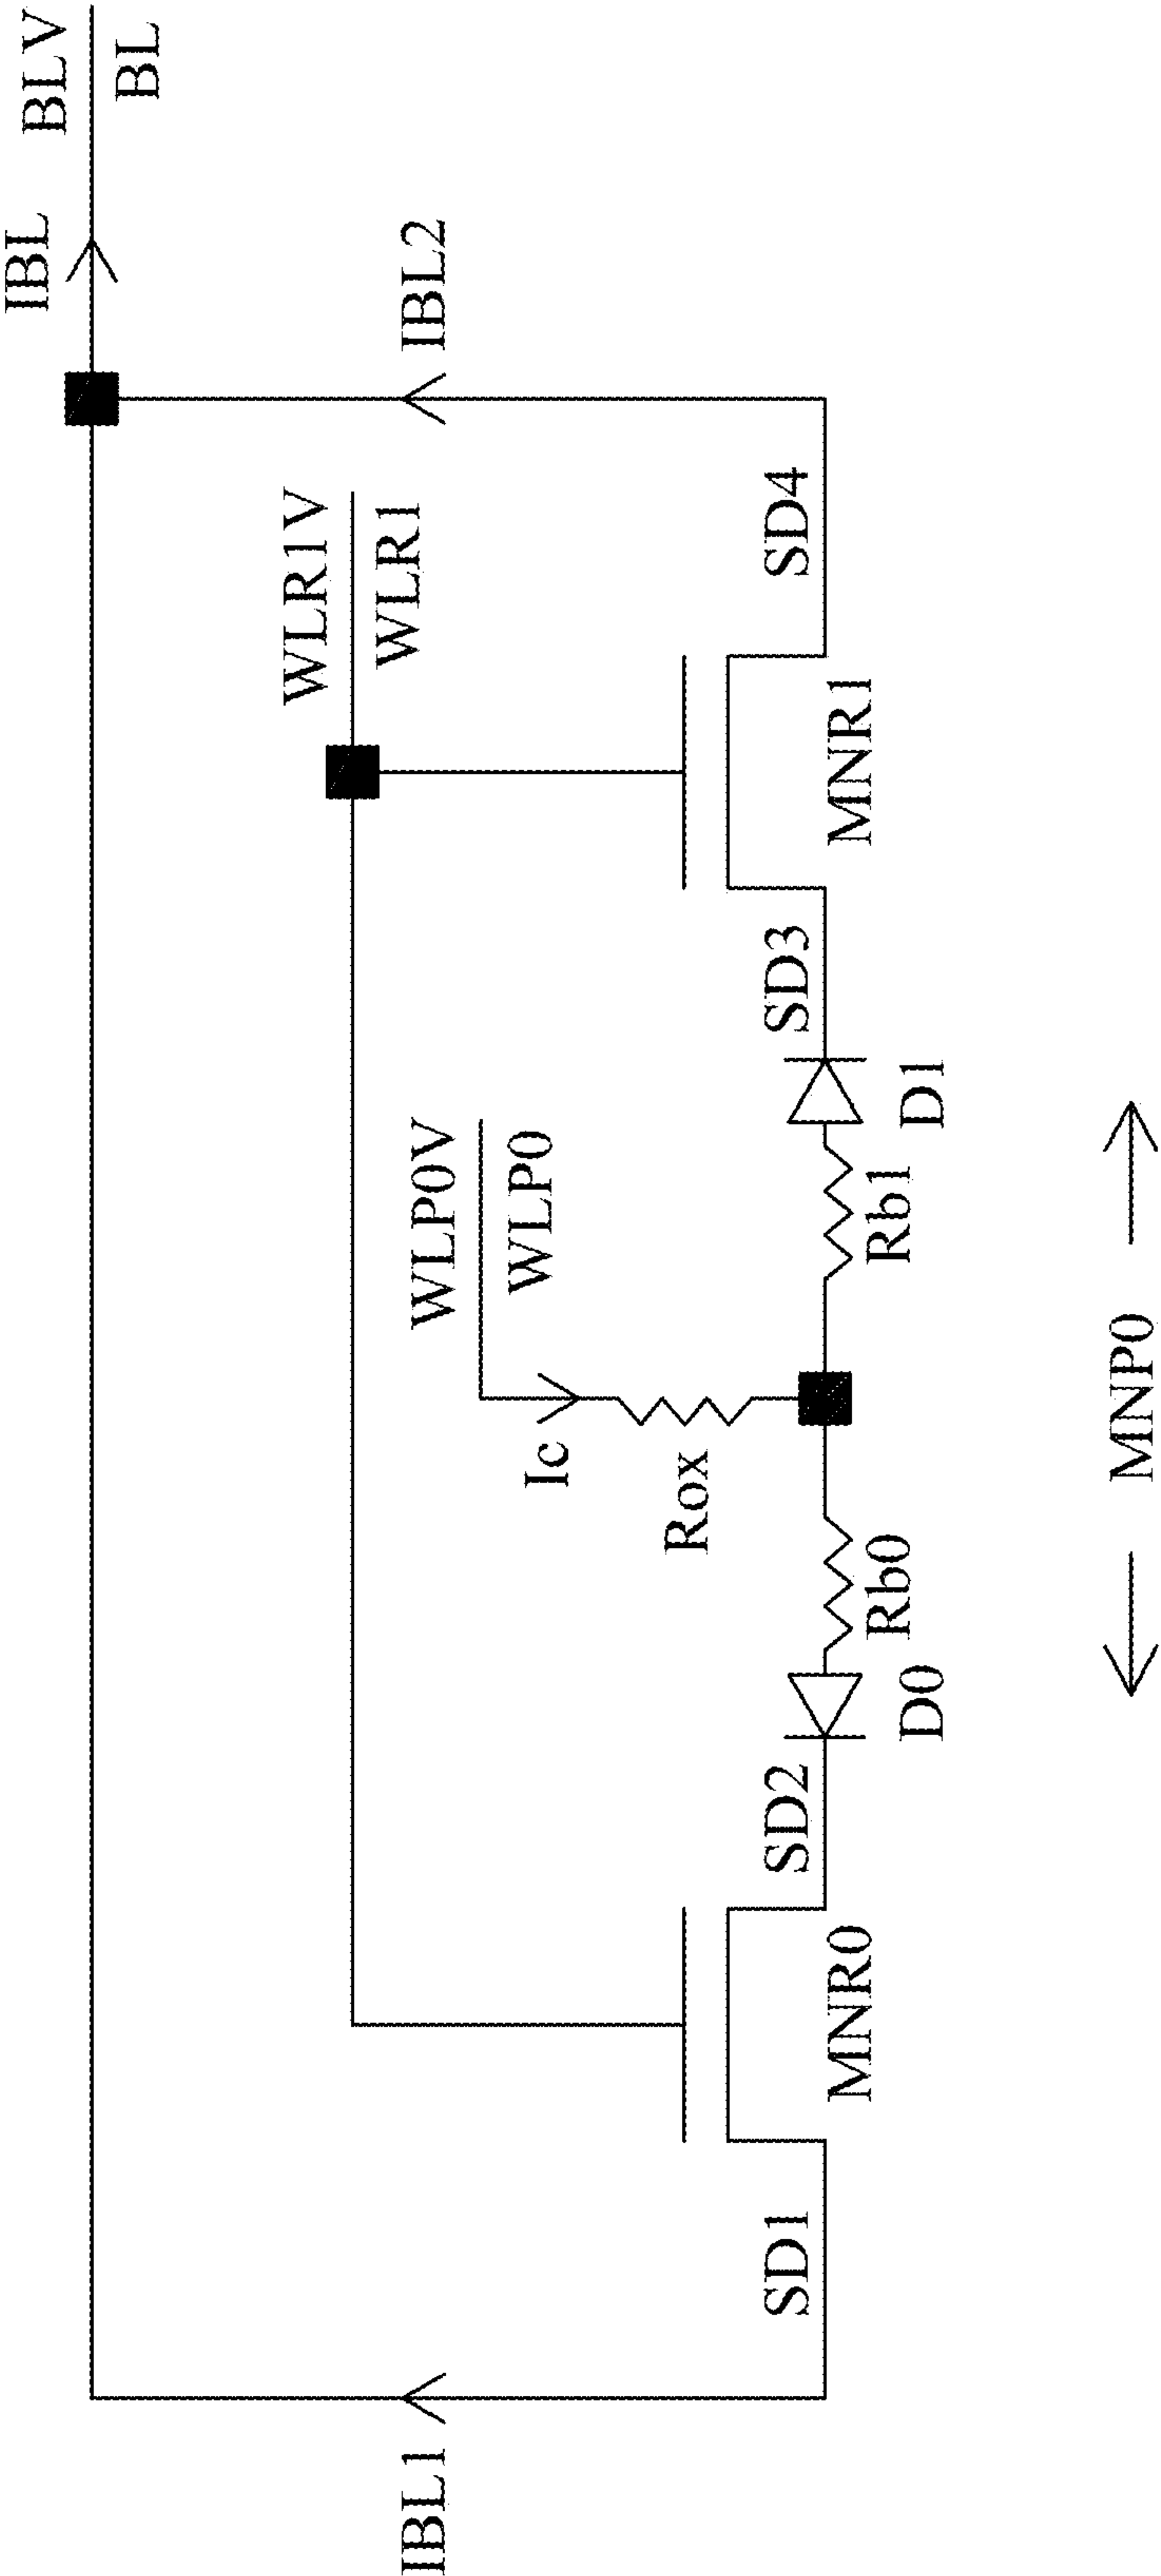 IBL BLV
BL
IBL1
IBL2
WLR1V
WLR1
WLP0V
WLP0
Ic
Rox
SD1
SD2
SD3
SD4
MNR0
Rb0
Rb1
MNR1
D0
D1
MNP0